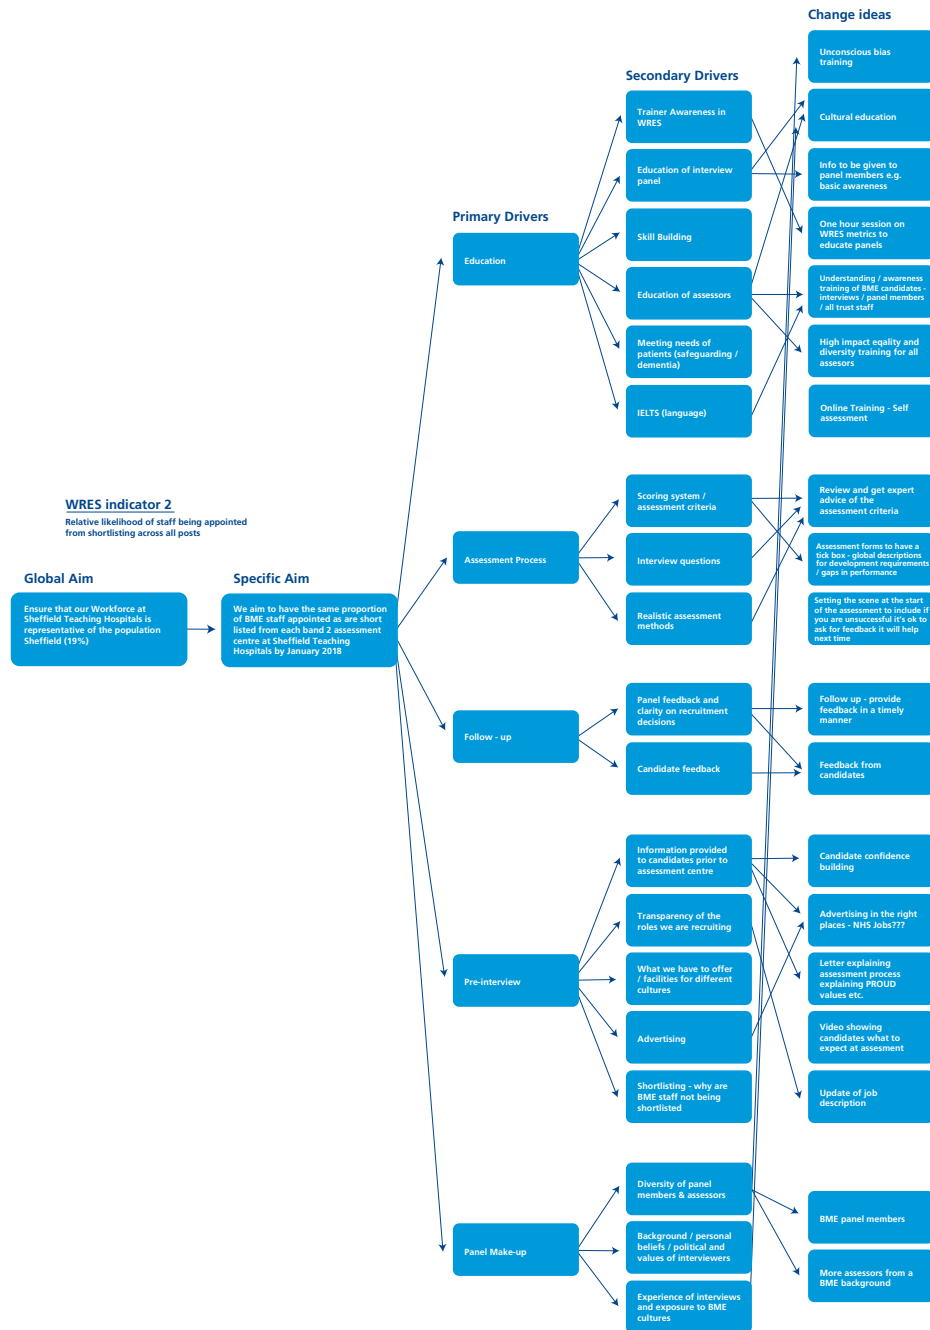 Change ideas
Unconscious bias
training
Secondary Drivers
Trainer Awareness in
WRES
Cultural education
Education of interview
panel
Info to be given to
panel members e.g.
basic awareness
Primary Drivers
Education
Skill Building
One hour session on
WRES metrics to
educate panels
Education of assessors
Understanding / awareness
training of BME candidates -
interviews / panel members
/ all trust staff
Meeting needs of
patients (safeguarding /
dementia)
High impact eqality and
diversity training for all
assesors
IELTS (language)
Online Training - Self
assessment
WRES indicator 2
Relative likelihood of staff being appointed
from shortlisting across all posts
Scoring system /
assessment criteria
Review and get expert
advice of the
assessment criteria
Assessment Process
Interview questions
Assessment forms to have a
tick box - global descriptions
for development requirements
/ gaps in performance
Global Aim
Ensure that our Workforce at
Sheffield Teaching Hospitals is
representative of the population
Sheffield (19%)
Specific Aim
We aim to have the same proportion
of BME staff appointed as are short
listed from each band 2 assessment
centre at Sheffield Teaching
Hospitals by January 2018
Realistic assessment
methods
Setting the scene at the start
of the assessment to include if
you are unsuccessful it's ok to
ask for feedback it will help
next time
Follow - up
Panel feedback and
clarity on recruitment
decisions
Follow up - provide
feedback in a timely
manner
Candidate feedback
Feedback from
candidates
Information provided
to candidates prior to
assessment centre
Candidate confidence
building
Transparency of the
roles we are recruiting
Advertising in the right
places - NHS Jobs???
Pre-interview
What we have to offer
/ facilities for different
cultures
Letter explaining
assessment process
explaining PROUD
values etc.
Advertising
Video showing
candidates what to
expect at assesment
Shortlisting - why are
BME staff not being
shortlisted
Update of job
description
Diversity of panel
members & assessors
BME panel members
Panel Make-up
Background / personal
beliefs / political and
values of interviewers
More assessors from a
BME background
Experience of interviews
and exposure to BME
cultures